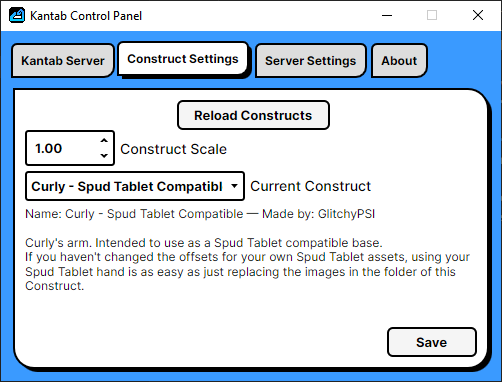 Kantab Control Panel
Kantab Server
Construct Settings
Server Settings
About
Reload Constructs
1.00
Construct Scale
Curly - Spud Tablet Compatibl
Current Construct
Name: Curly - Spud Tablet Compatible — Made by: GlitchyPSI
Curly's arm. Intended to use as a Spud Tablet compatible base.
If you haven't changed the offsets for your own Spud Tablet assets, using your
Spud Tablet hand is as easy as just replacing the images in the folder of this
Construct.
Save